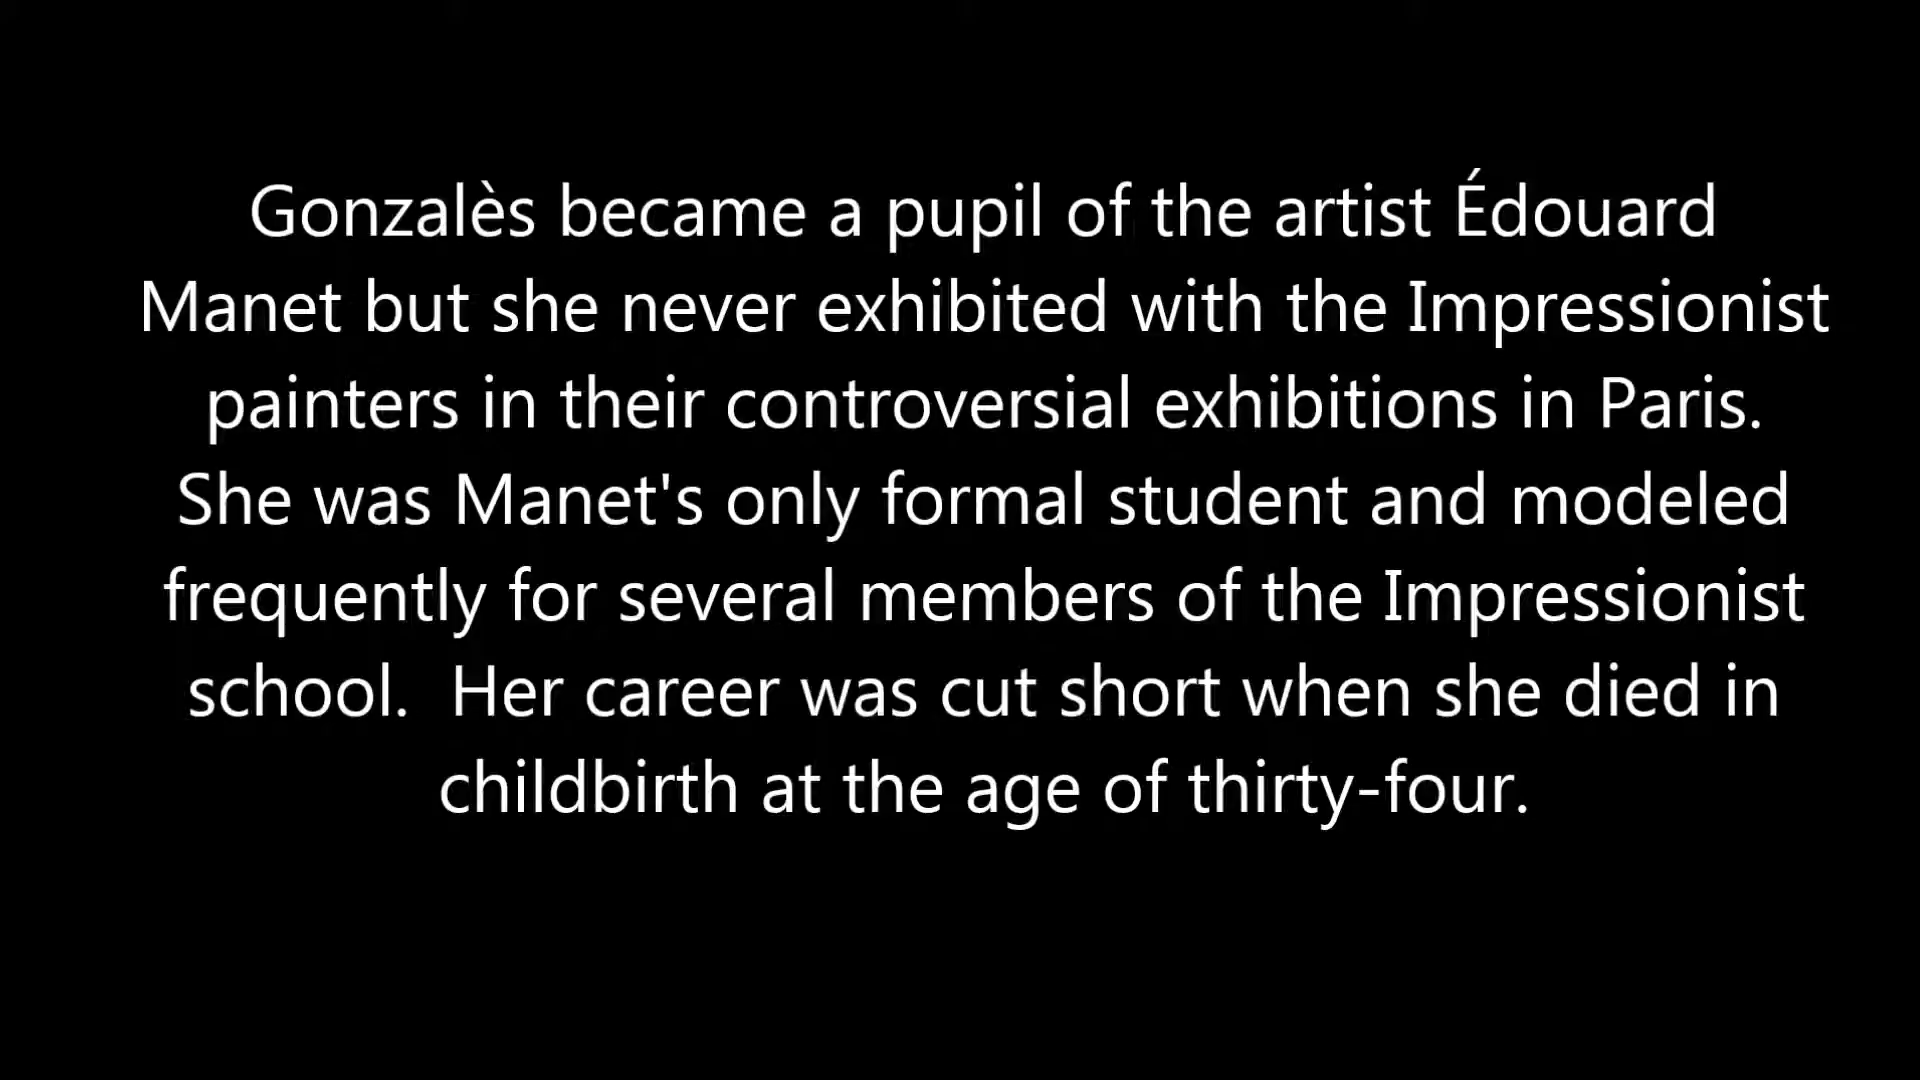 Gonzalès became a pupil of the artist Édouard
Manet but she never exhibited with the Impressionist
painters in their controversial exhibitions in Paris.
She was Manet's only formal student and modeled
frequently for several members of the Impressionist
school.  Her career was cut short when she died in
childbirth at the age of thirty-four.